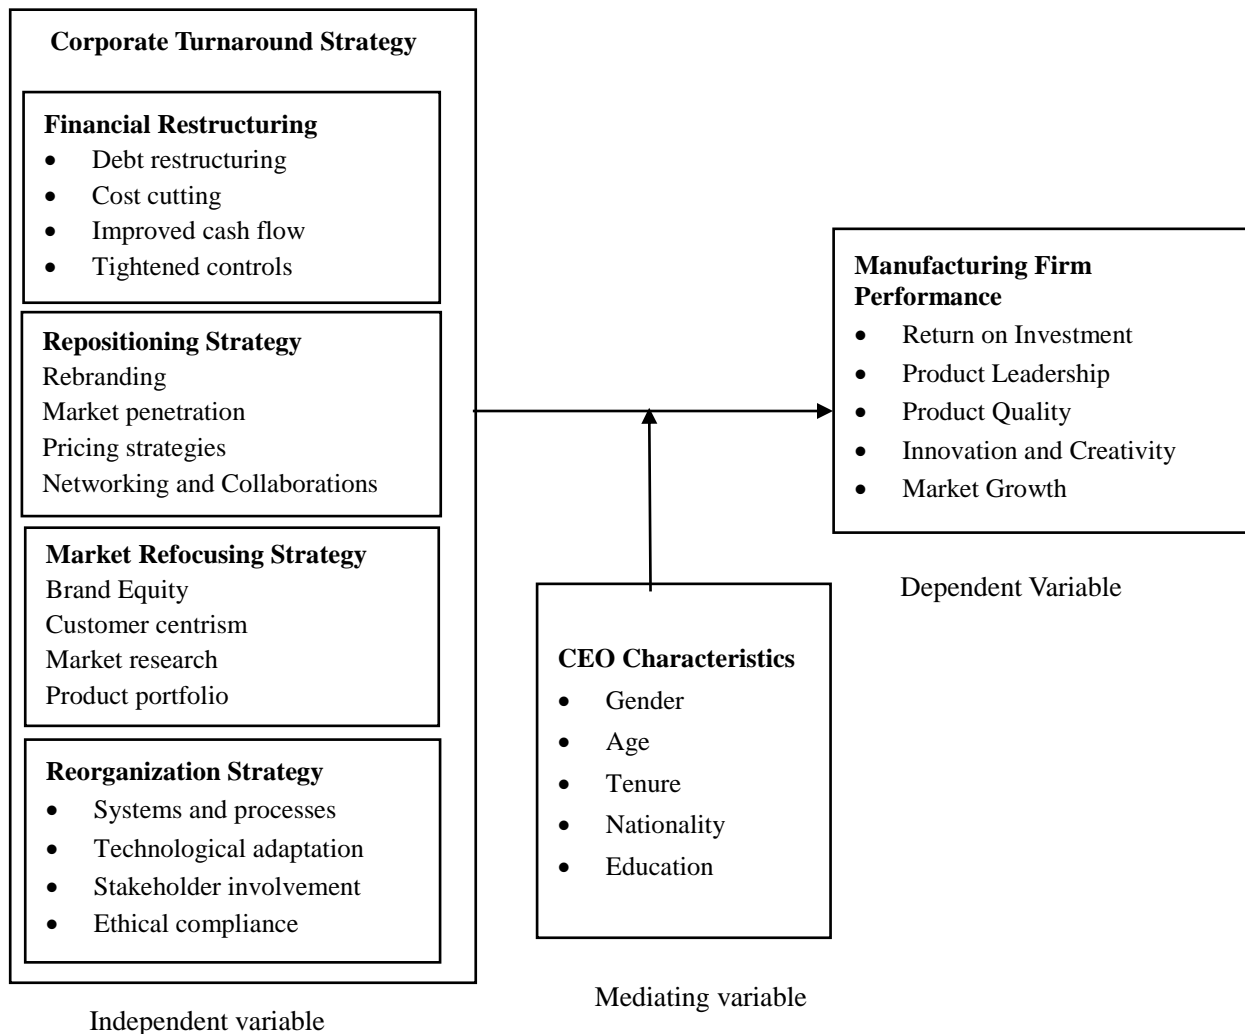 Corporate Turnaround Strategy
Financial Restructuring
• Debt restructuring
• Cost cutting
• Improved cash flow
• Tightened controls
Repositioning Strategy
Rebranding
Market penetration
Pricing strategies
Networking and Collaborations
Market Refocusing Strategy
Brand Equity
Customer centrism
Market research
Product portfolio
Reorganization Strategy
• Systems and processes
• Technological adaptation
• Stakeholder involvement
• Ethical compliance
Independent variable
CEO Characteristics
• Gender
• Age
• Tenure
• Nationality
• Education
Mediating variable
Manufacturing Firm
Performance
• Return on Investment
• Product Leadership
• Product Quality
• Innovation and Creativity
• Market Growth
Dependent Variable